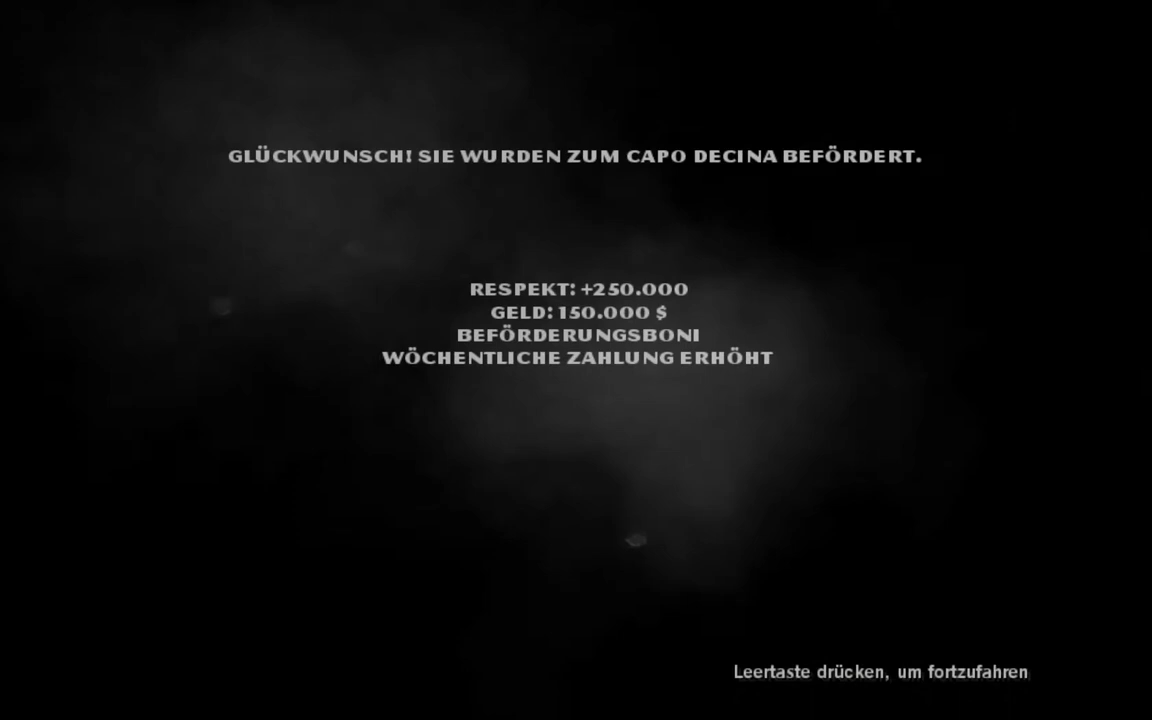 GLÜCKWUNSCH! SIE WURDEN ZUM CAPO DECINA BEFÖRDERT.
RESPEKT: +250.000
GELD: 150.000 $
BEFÖRDERUNGSBONI
WÖCHENTLICHE ZAHLUNG ERHÖHT
Leertaste drücken, um fortzufahren